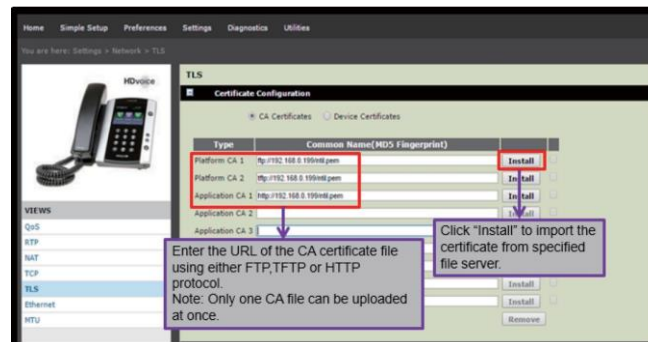 Home Simple Setup Preferences Settings Diagnostics Utilities
You are here: Settings > Network > TLS
HDvoice
TLS
Certificate Configuration
CA Certificates Device Certificates
Type Common Name(MD5 Fingerprint)
Platform CA 1 ftp://192.168.0.199/intil.pem Install
Platform CA 2 tftp://192.168.0.199/intil.pem Install
Application CA 1 http://192.168.0.199/intil.pem Install
Application CA 2 Install
Application CA 3
Click "Install" to import the
certificate from specified
file server.
Enter the URL of the CA certificate file
using either FTP,TFTP or HTTP
protocol.
Note: Only one CA file can be uploaded
at once.
Install
Install
Remove
VIEWS
QoS
RTP
NAT
TCP
TLS
Ethernet
MTU